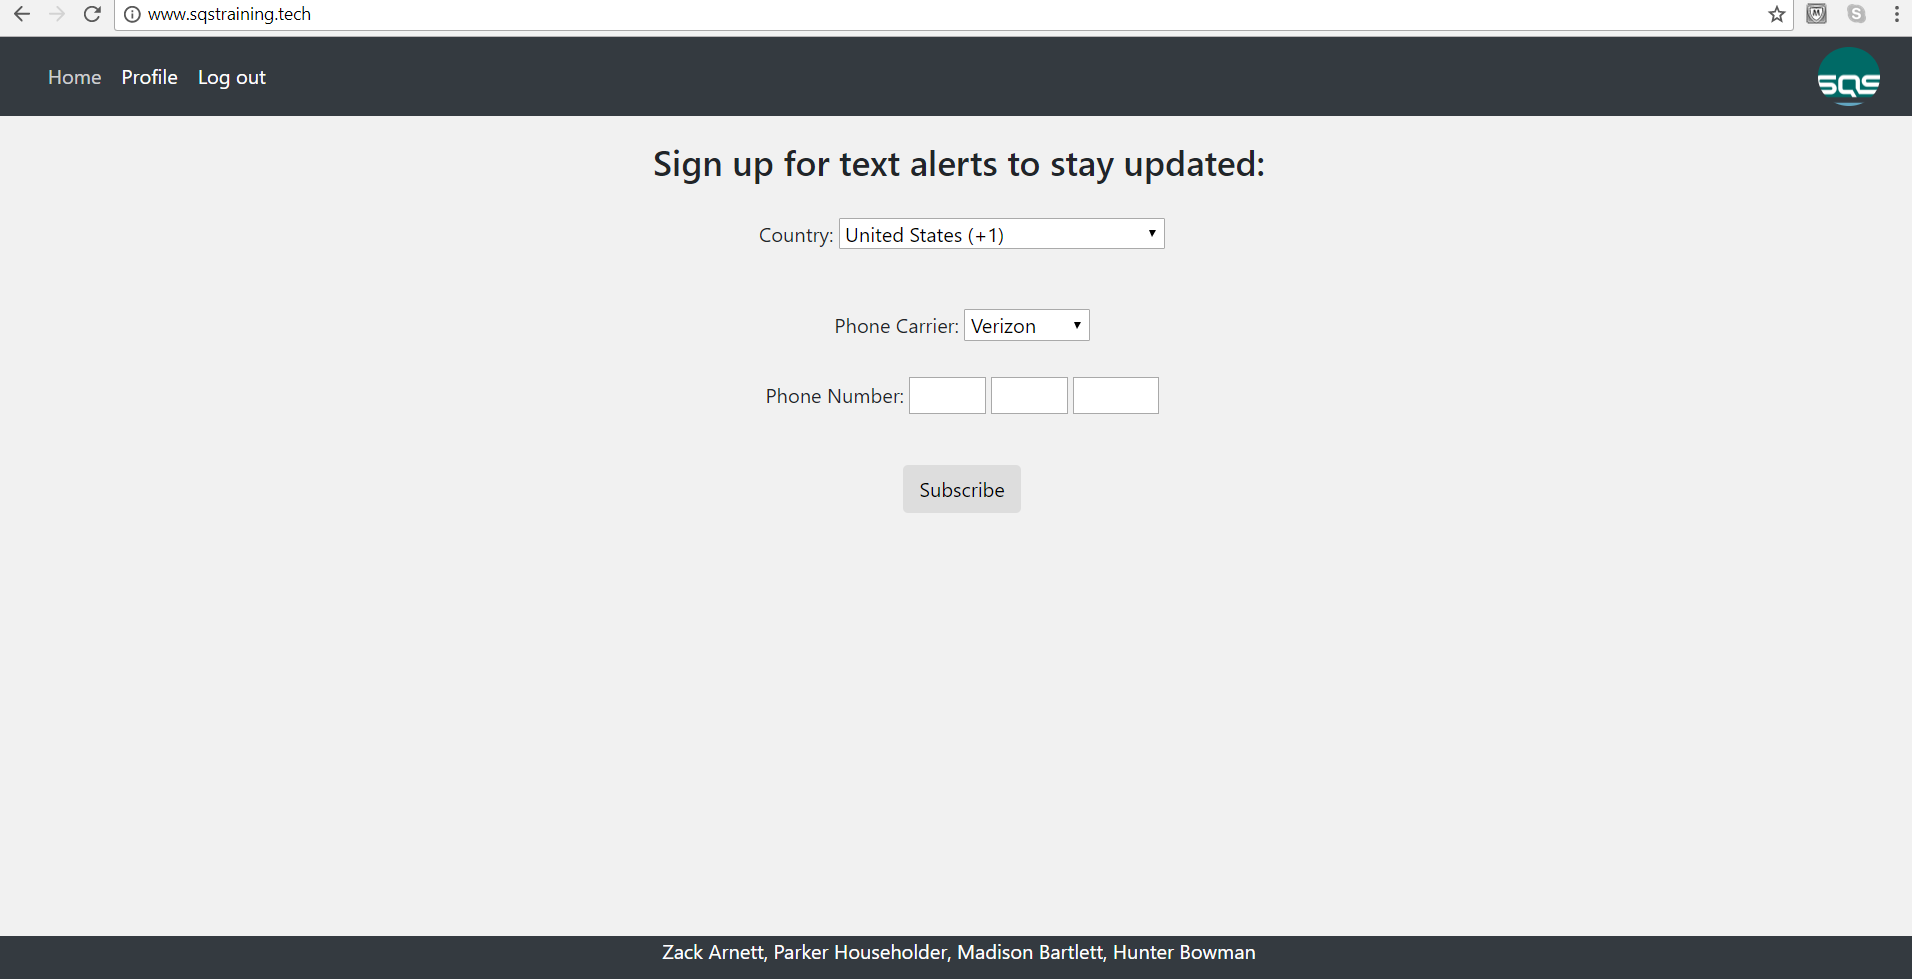 www.sqstraining.tech
Home Profile Log out
SQS
Sign up for text alerts to stay updated:
Country: United States (+1)
Phone Carrier: Verizon
Phone Number:
Subscribe
Zack Arnett, Parker Householder, Madison Bartlett, Hunter Bowman